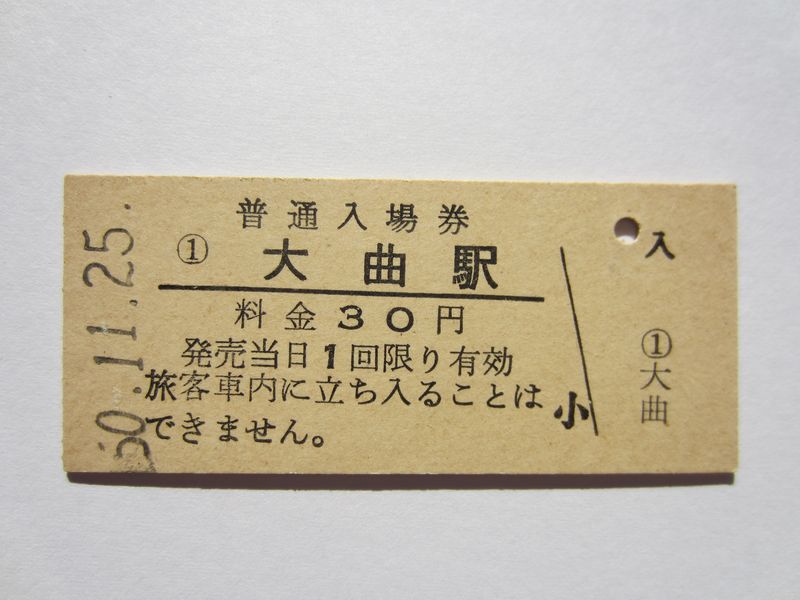 普通入場券
① 大曲駅
料金30円
発売当日1回限り有効
旅客車内に立ち入ることは
できません。
小
入
①大曲
50.11.25.